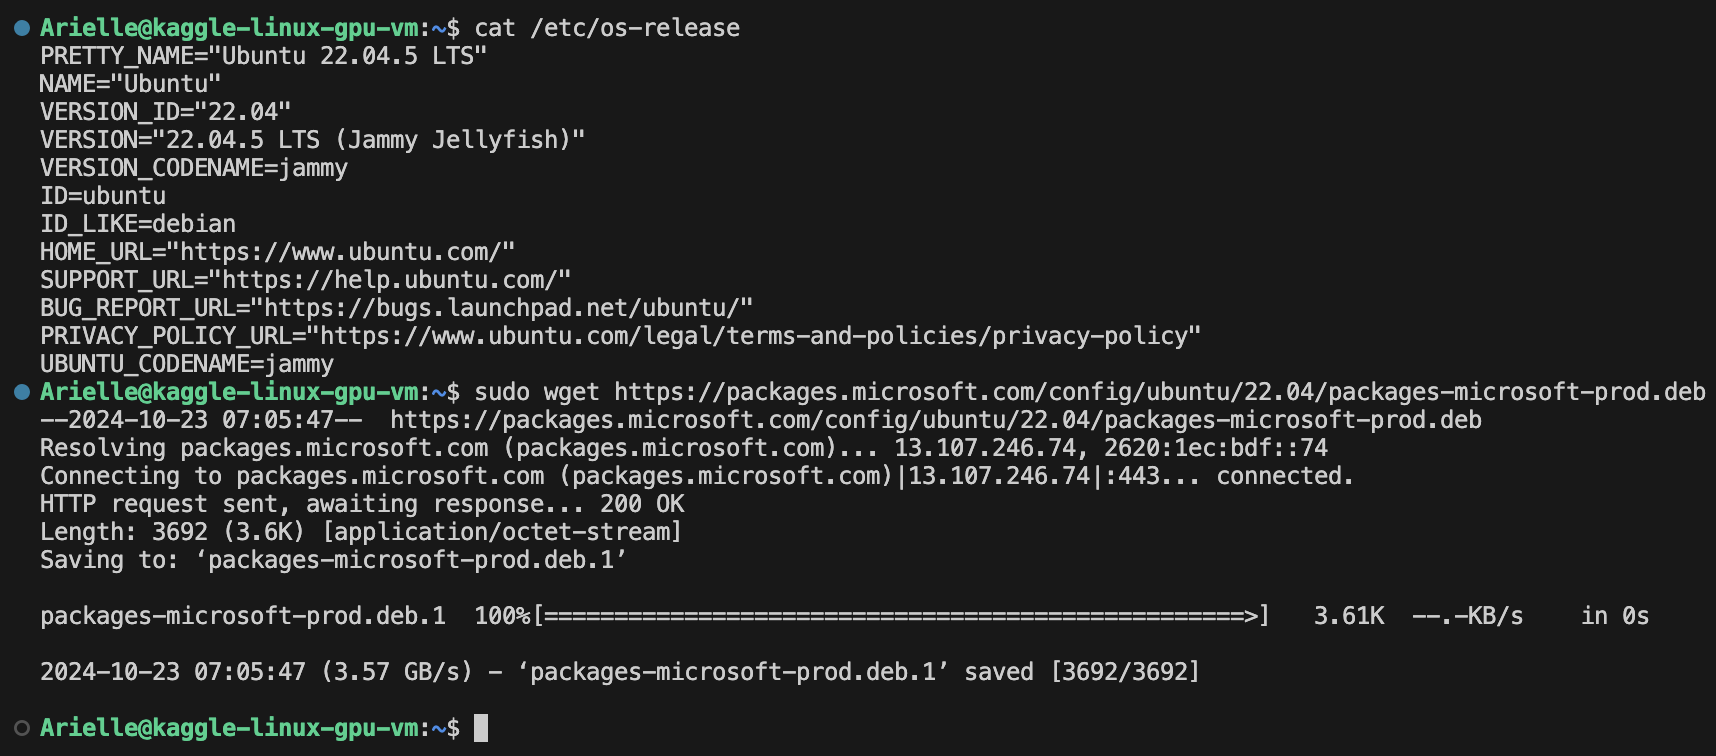 Arielle@kaggle-linux-gpu-vm:~$ cat /etc/os-release
PRETTY_NAME="Ubuntu 22.04.5 LTS"
NAME="Ubuntu"
VERSION_ID="22.04"
VERSION="22.04.5 LTS (Jammy Jellyfish)"
VERSION_CODENAME=jammy
ID=ubuntu
ID_LIKE=debian
HOME_URL="https://www.ubuntu.com/"
SUPPORT_URL="https://help.ubuntu.com/"
BUG_REPORT_URL="https://bugs.launchpad.net/ubuntu/"
PRIVACY_POLICY_URL="https://www.ubuntu.com/legal/terms-and-policies/privacy-policy"
UBUNTU_CODENAME=jammy
Arielle@kaggle-linux-gpu-vm:~$ sudo wget https://packages.microsoft.com/config/ubuntu/22.04/packages-microsoft-prod.deb
--2024-10-23 07:05:47--  https://packages.microsoft.com/config/ubuntu/22.04/packages-microsoft-prod.deb
Resolving packages.microsoft.com (packages.microsoft.com)... 13.107.246.74, 2620:1ec:bdf::74
Connecting to packages.microsoft.com (packages.microsoft.com)|13.107.246.74|:443... connected.
HTTP request sent, awaiting response... 200 OK
Length: 3692 (3.6K) [application/octet-stream]
Saving to: ‘packages-microsoft-prod.deb.1’
packages-microsoft-prod.deb.1  100%[==================================================>]   3.61K  --.-KB/s    in 0s
2024-10-23 07:05:47 (3.57 GB/s) - ‘packages-microsoft-prod.deb.1’ saved [3692/3692]
Arielle@kaggle-linux-gpu-vm:~$